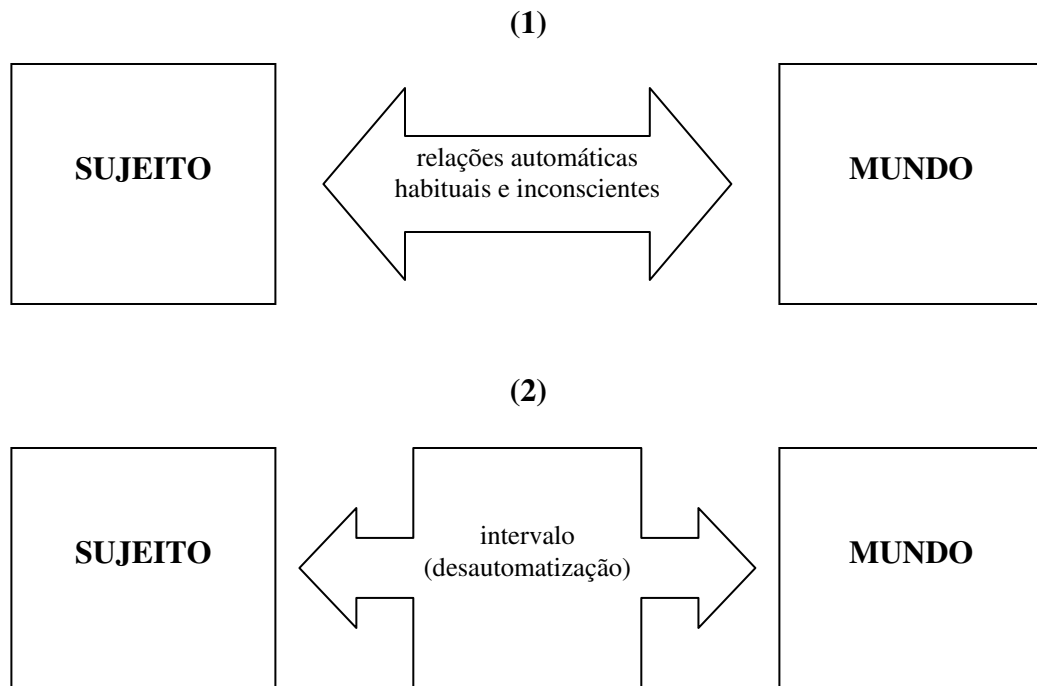 (1)
SUJEITO
relações automáticas
habituais e inconscientes
MUNDO
(2)
SUJEITO
intervalo
(desautomatização)
MUNDO